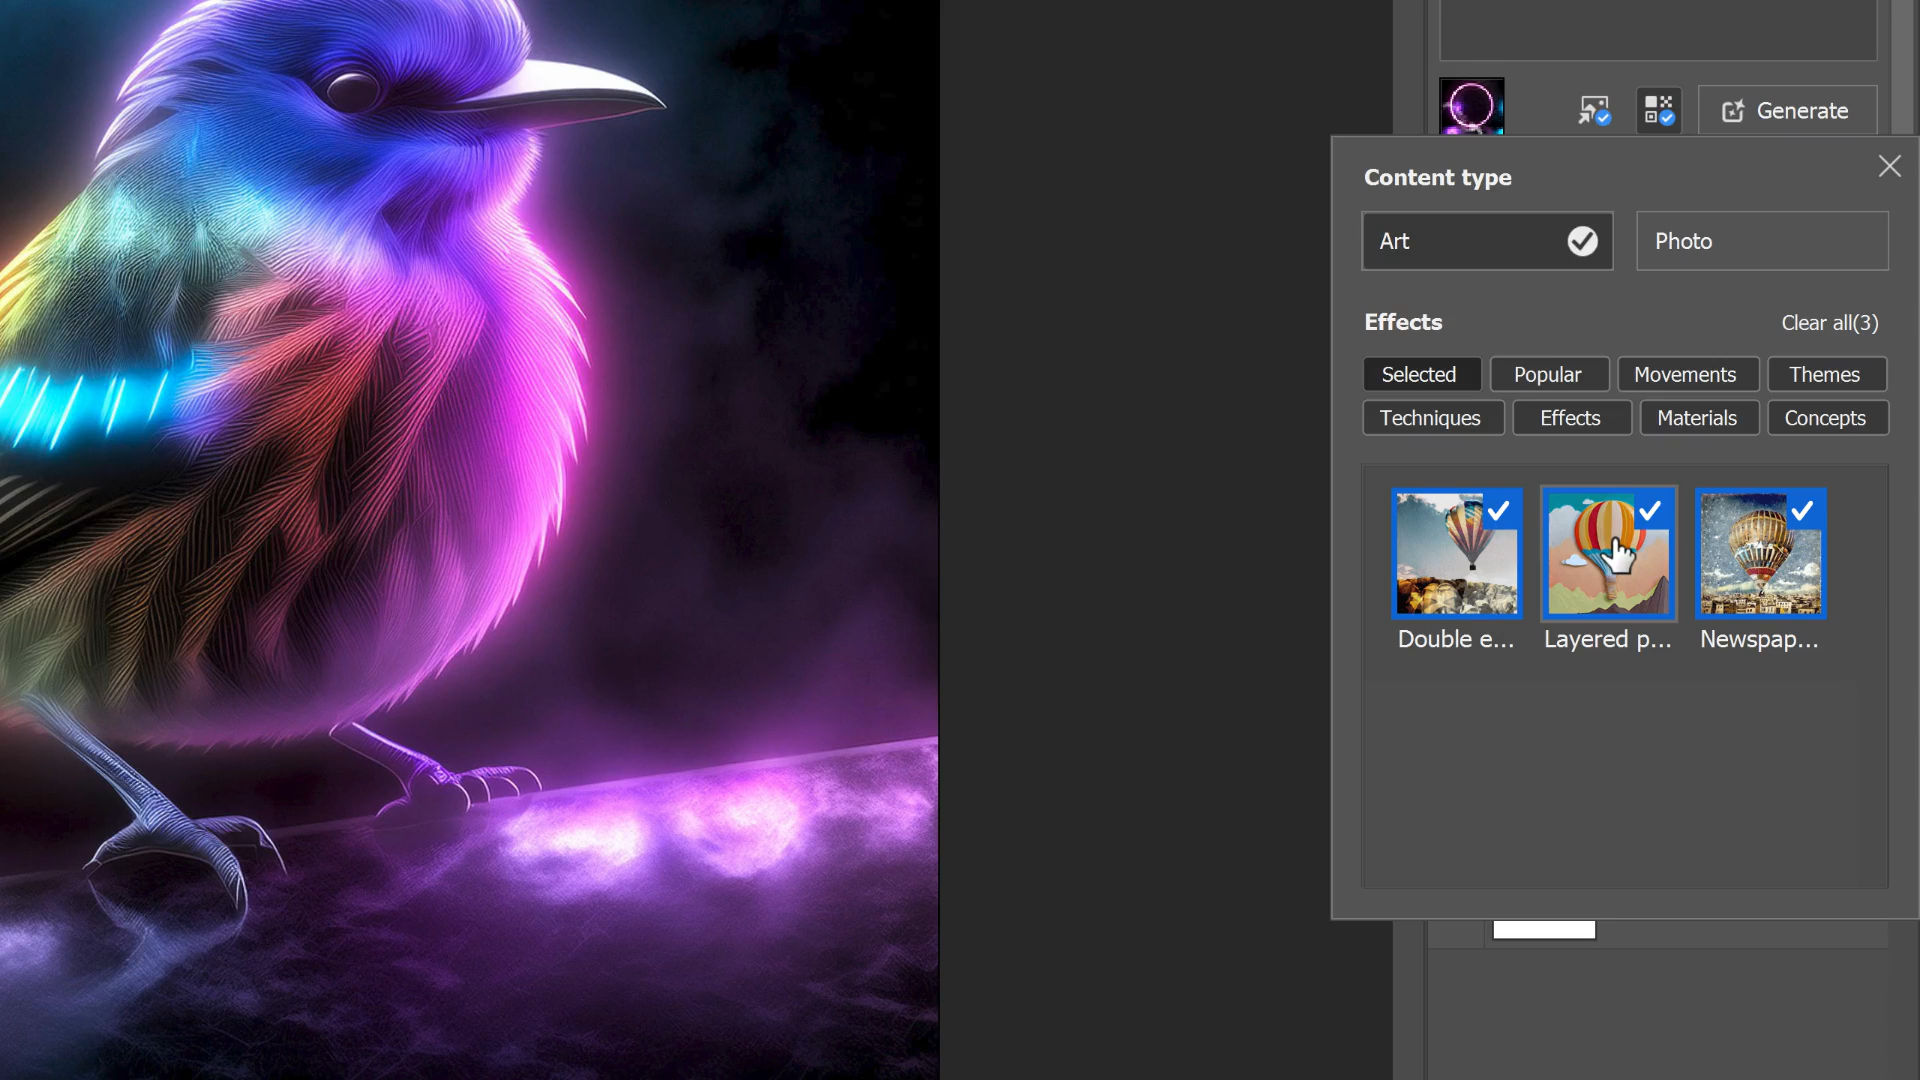 Generate
Content type
Art
Photo
Effects
Clear all(3)
Selected
Popular
Movements
Themes
Techniques
Effects
Materials
Concepts
Double e...
Layered p...
Newspap...